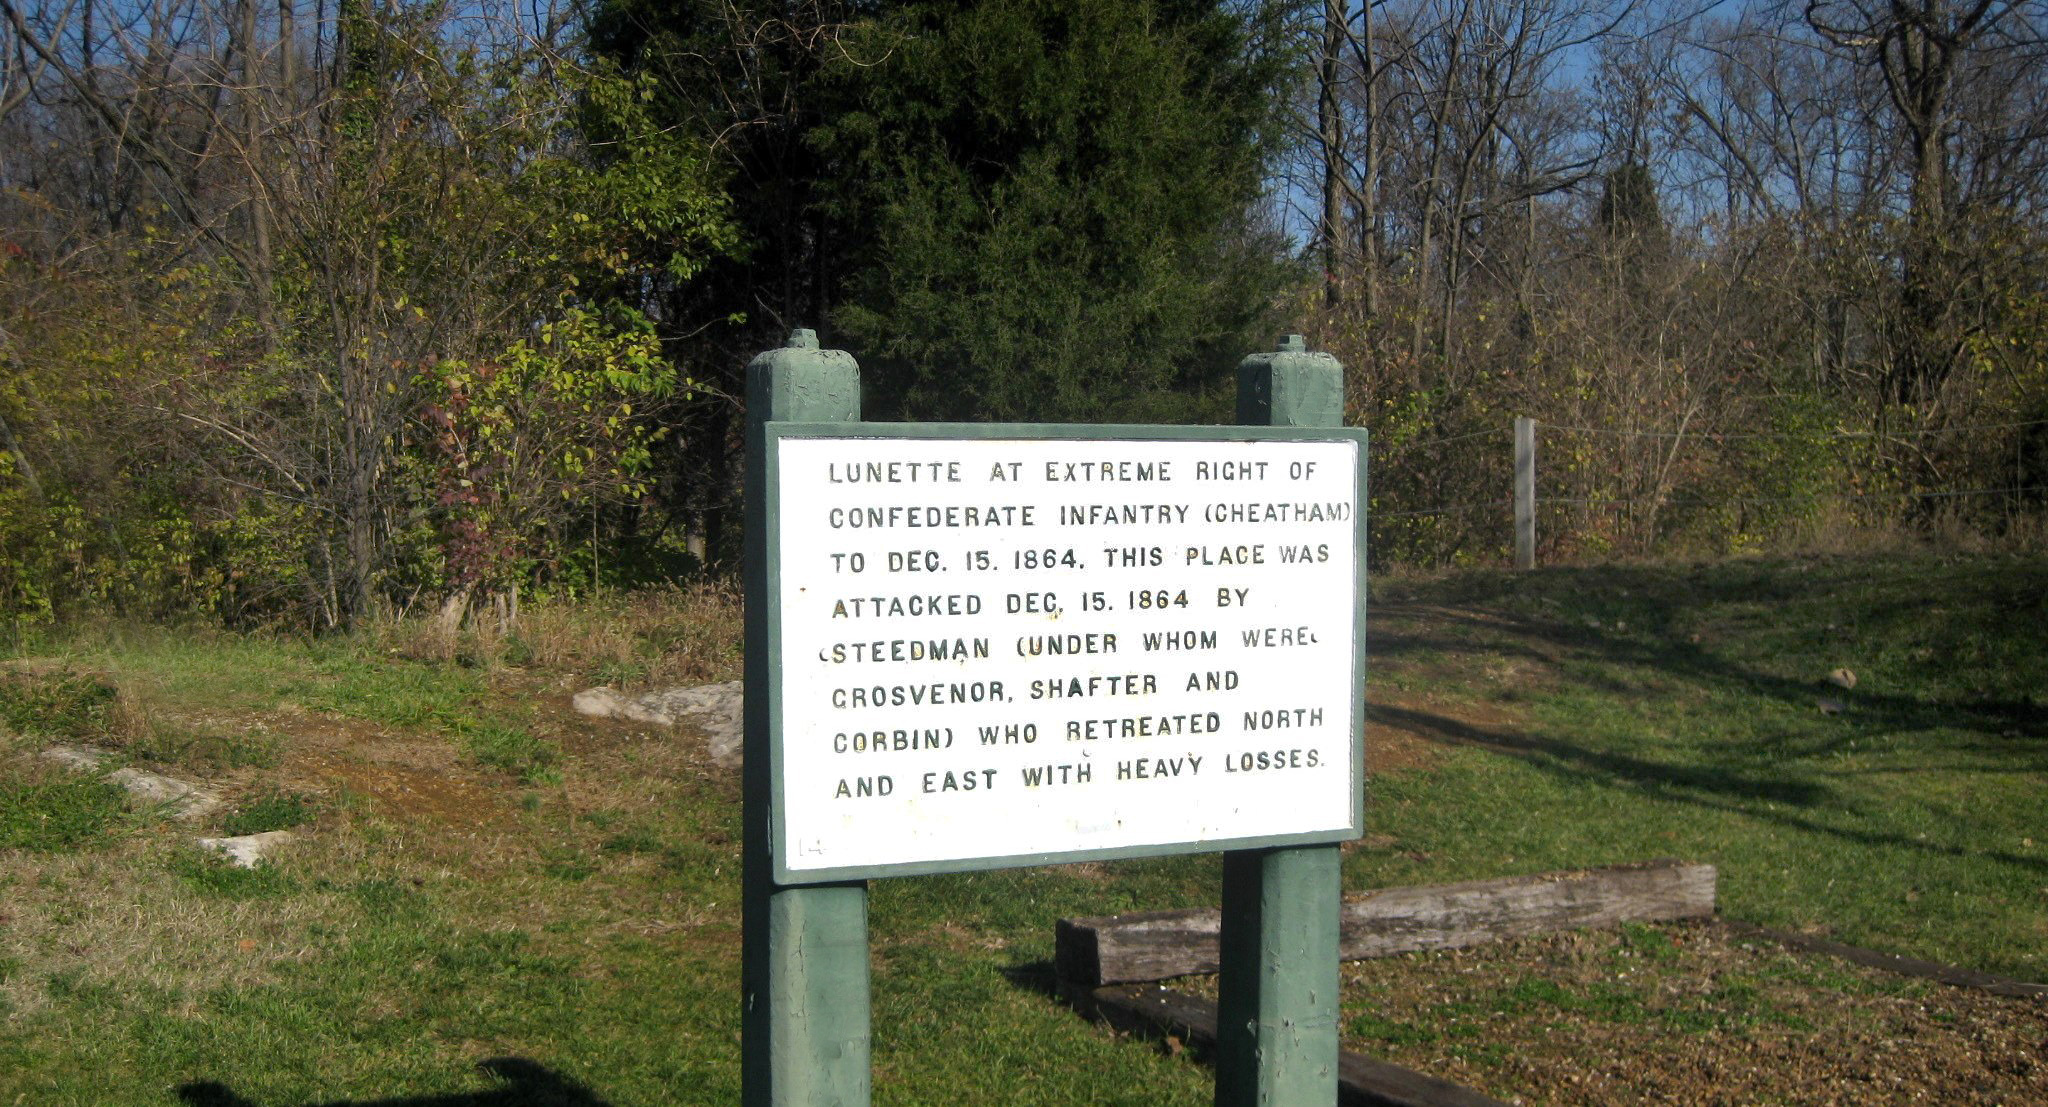 LUNETTE AT EXTREME RIGHT OF
CONFEDERATE INFANTRY (CHEATHAM)
TO DEC. 15. 1864. THIS PLACE WAS
ATTACKED DEC. 15. 1864 BY
STEEDMAN (UNDER WHOM WERE
GROSVENOR, SHAFTER AND
CORBIN) WHO RETREATED NORTH
AND EAST WITH HEAVY LOSSES.
14